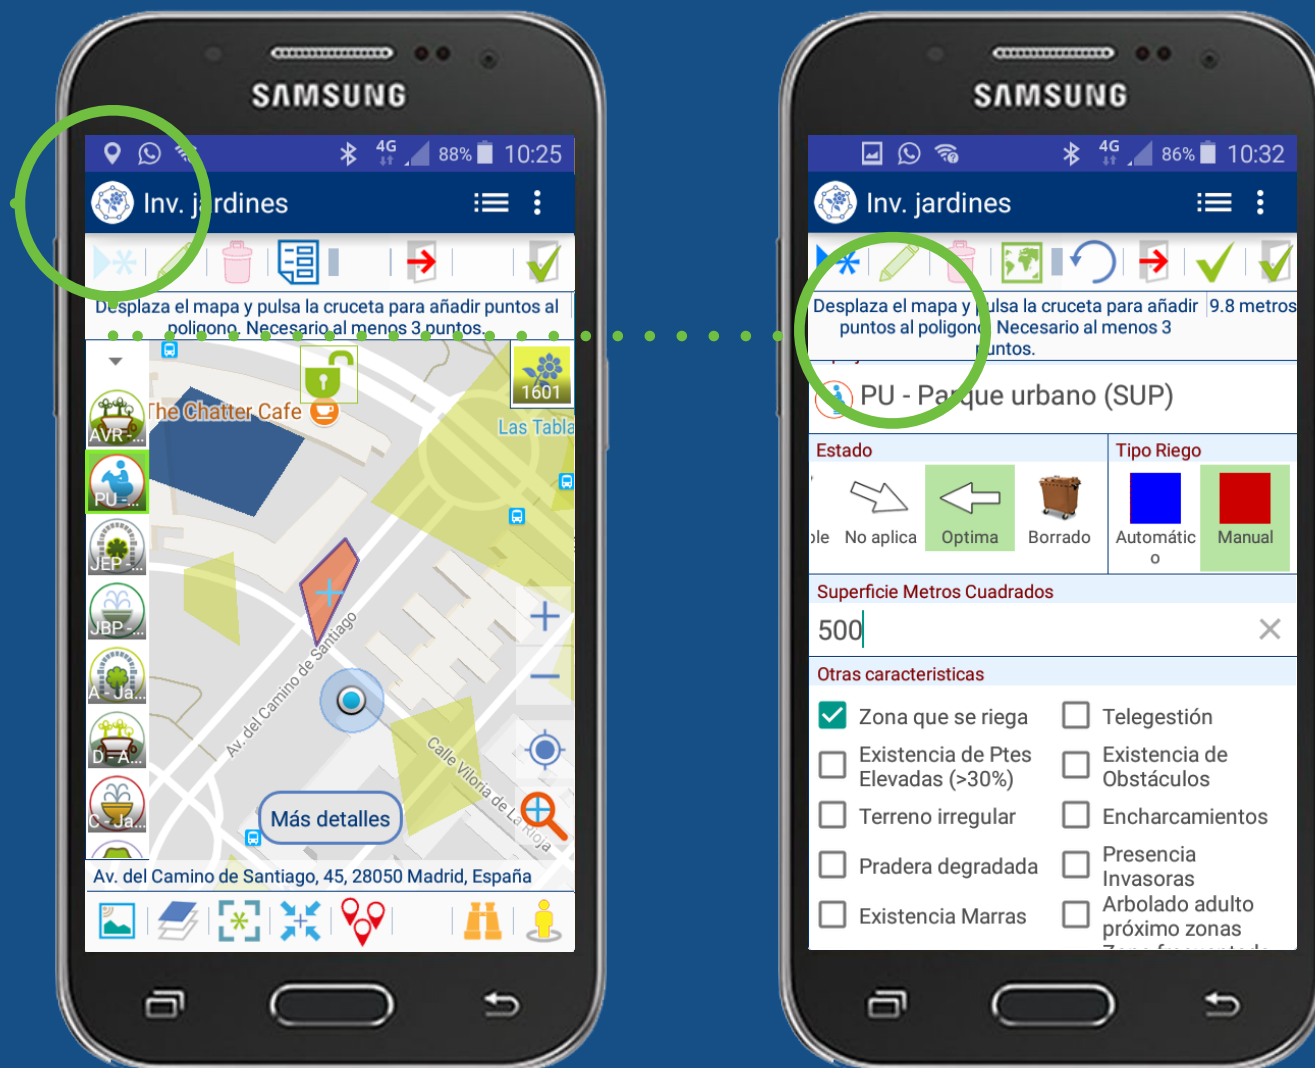 SAMSUNG
4G 88% 10:25
Inv. jardines
Desplaza el mapa y pulsa la cruceta para añadir puntos al
poligono. Necesario al menos 3 puntos.
1601
The Chatter Cafe
Las Tabla
AVR -...
PU -...
JEP -...
JBP -...
A - Ja...
D - A...
C - Ja...
Av. del Camino de Santiago
Calle Viloria de La Rioja
Más detalles
Av. del Camino de Santiago, 45, 28050 Madrid, España
SAMSUNG
4G 86% 10:32
Inv. jardines
Desplaza el mapa y pulsa la cruceta para añadir
puntos al poligono. Necesario al menos 3
puntos.
9.8 metros
PU - Parque urbano (SUP)
Estado
Tipo Riego
ble No aplica Optima Borrado
Automátic
o
Manual
Superficie Metros Cuadrados
500
Otras caracteristicas
Zona que se riega
Telegestión
Existencia de Ptes
Elevadas (>30%)
Existencia de
Obstáculos
Terreno irregular
Encharcamientos
Pradera degradada
Presencia
Invasoras
Existencia Marras
Arbolado adulto
próximo zonas